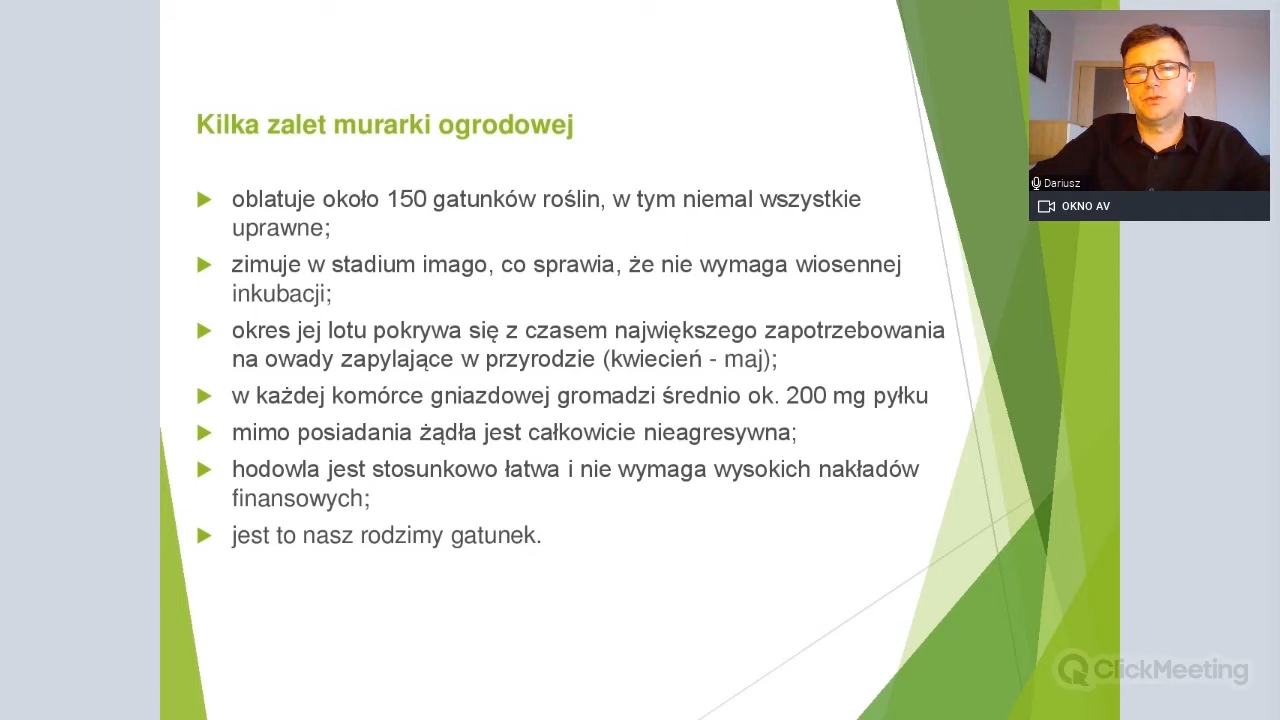 Kilka zalet murarki ogrodowej
oblatuje około 150 gatunków roślin, w tym niemal wszystkie
uprawne;
zimuje w stadium imago, co sprawia, że nie wymaga wiosennej
inkubacji;
okres jej lotu pokrywa się z czasem największego zapotrzebowania
na owady zapylające w przyrodzie (kwiecień - maj);
w każdej komórce gniazdowej gromadzi średnio ok. 200 mg pyłku
mimo posiadania żądła jest całkowicie nieagresywna;
hodowla jest stosunkowo łatwa i nie wymaga wysokich nakładów
finansowych;
jest to nasz rodzimy gatunek.
Dariusz
OKNO AV
ClickMeeting